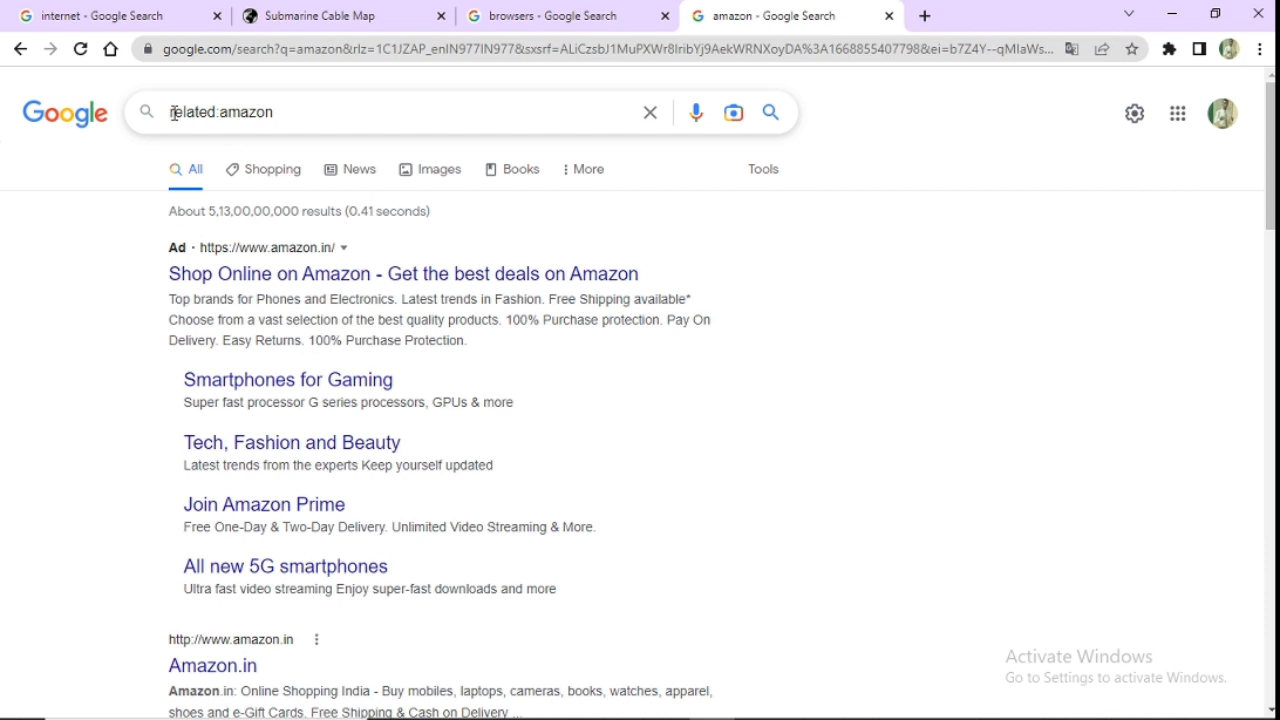 internet - Google Search
Submarine Cable Map
browsers - Google Search
amazon - Google Search
google.com/search?q=amazon&rlz=1C1JZAP_enIN977IN977&sxsrf=ALiCzsbJ1MuPXWr8IribYj9AekWRNXoyDA%3A1668855407798&ei=b7Z4Y--qMIaWs...
Google
related:amazon
All
Shopping
News
Images
Books
More
Tools
About 5,13,00,00,000 results (0.41 seconds)
Ad · https://www.amazon.in/
Shop Online on Amazon - Get the best deals on Amazon
Top brands for Phones and Electronics. Latest trends in Fashion. Free Shipping available*
Choose from a vast selection of the best quality products. 100% Purchase protection. Pay On
Delivery. Easy Returns. 100% Purchase Protection.
Smartphones for Gaming
Super fast processor G series processors, GPUs & more
Tech, Fashion and Beauty
Latest trends from the experts Keep yourself updated
Join Amazon Prime
Free One-Day & Two-Day Delivery. Unlimited Video Streaming & More.
All new 5G smartphones
Ultra fast video streaming Enjoy super-fast downloads and more
http://www.amazon.in
Amazon.in
Amazon.in: Online Shopping India - Buy mobiles, laptops, cameras, books, watches, apparel,
shoes and e-Gift Cards. Free Shipping & Cash on Delivery ...
Activate Windows
Go to Settings to activate Windows.